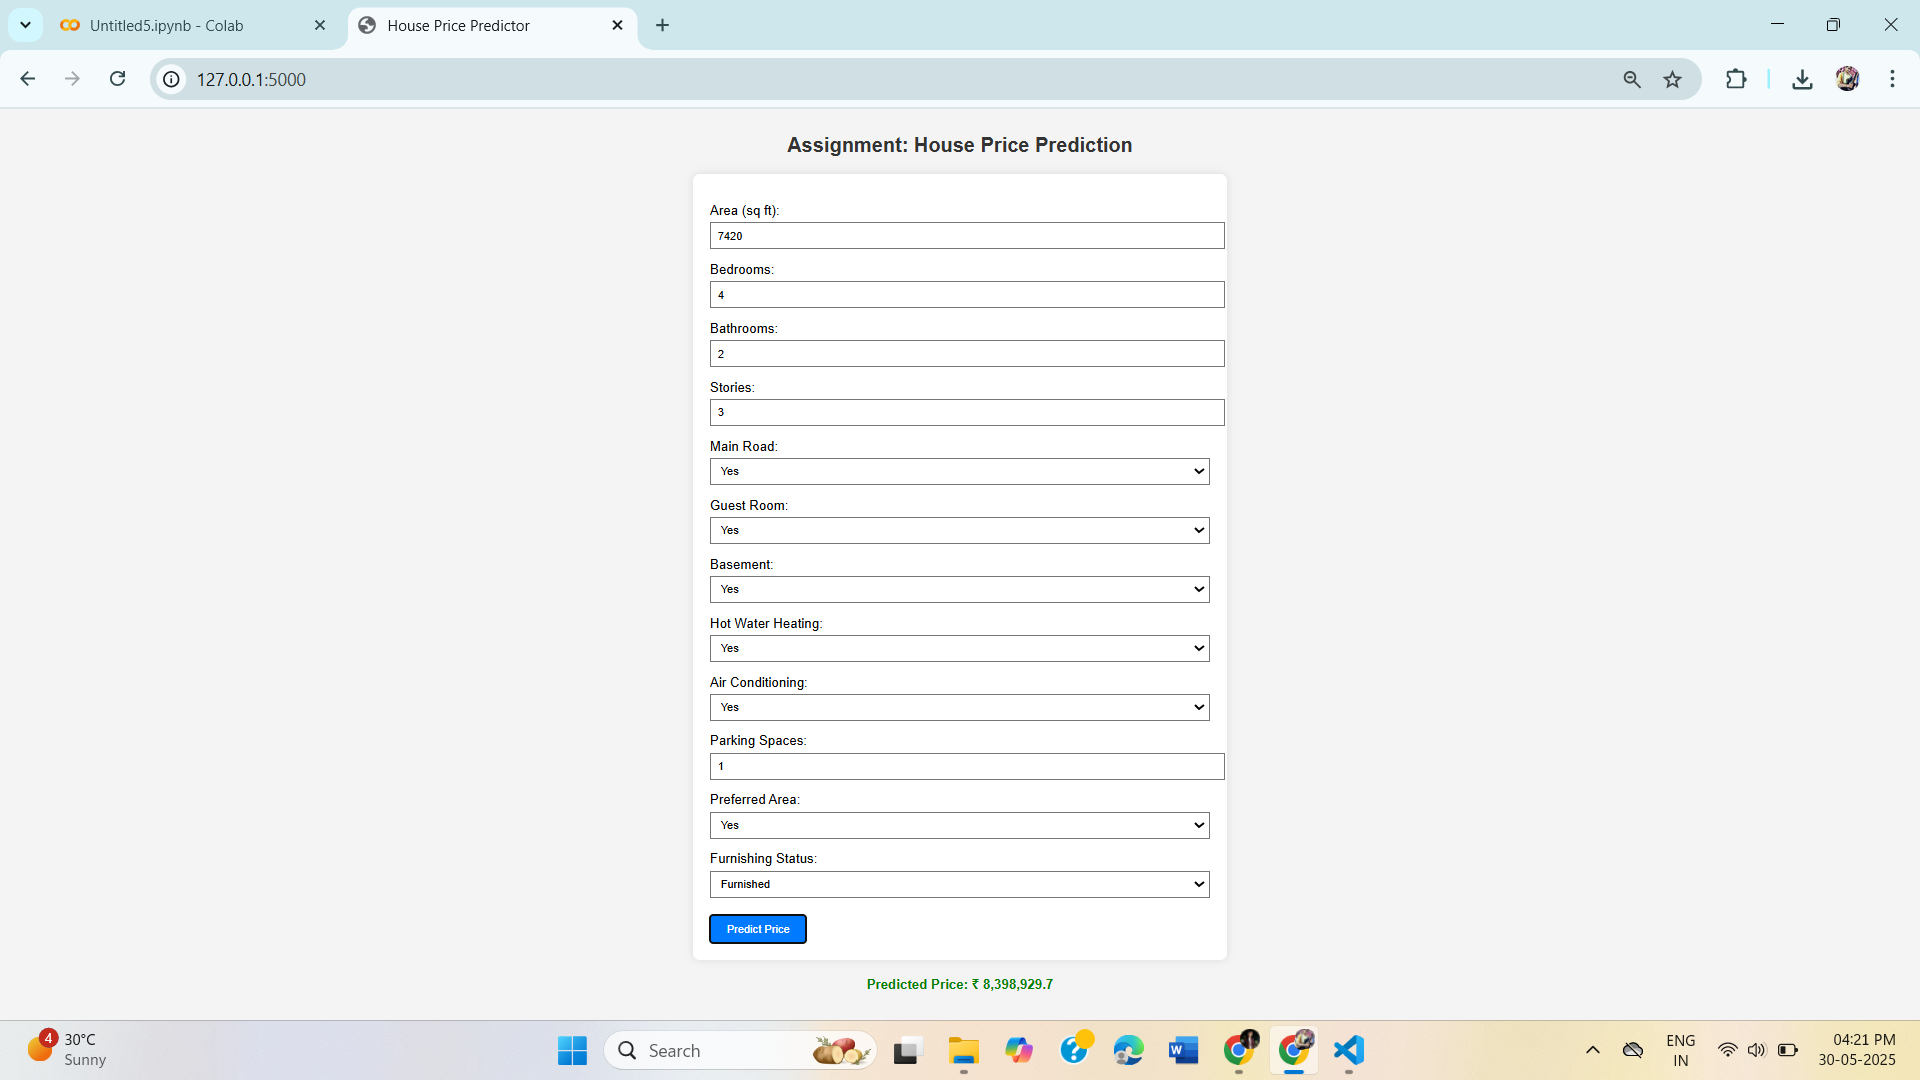 Untitled5.ipynb - Colab
House Price Predictor
127.0.0.1:5000
Assignment: House Price Prediction
Area (sq ft):
7420
Bedrooms:
4
Bathrooms:
2
Stories:
3
Main Road:
Yes
Guest Room:
Yes
Basement:
Yes
Hot Water Heating:
Yes
Air Conditioning:
Yes
Parking Spaces:
1
Preferred Area:
Yes
Furnishing Status:
Furnished
Predict Price
Predicted Price: ₹ 8,398,929.7
4
30°C
Sunny
Search
ENG
IN
04:21 PM
30-05-2025